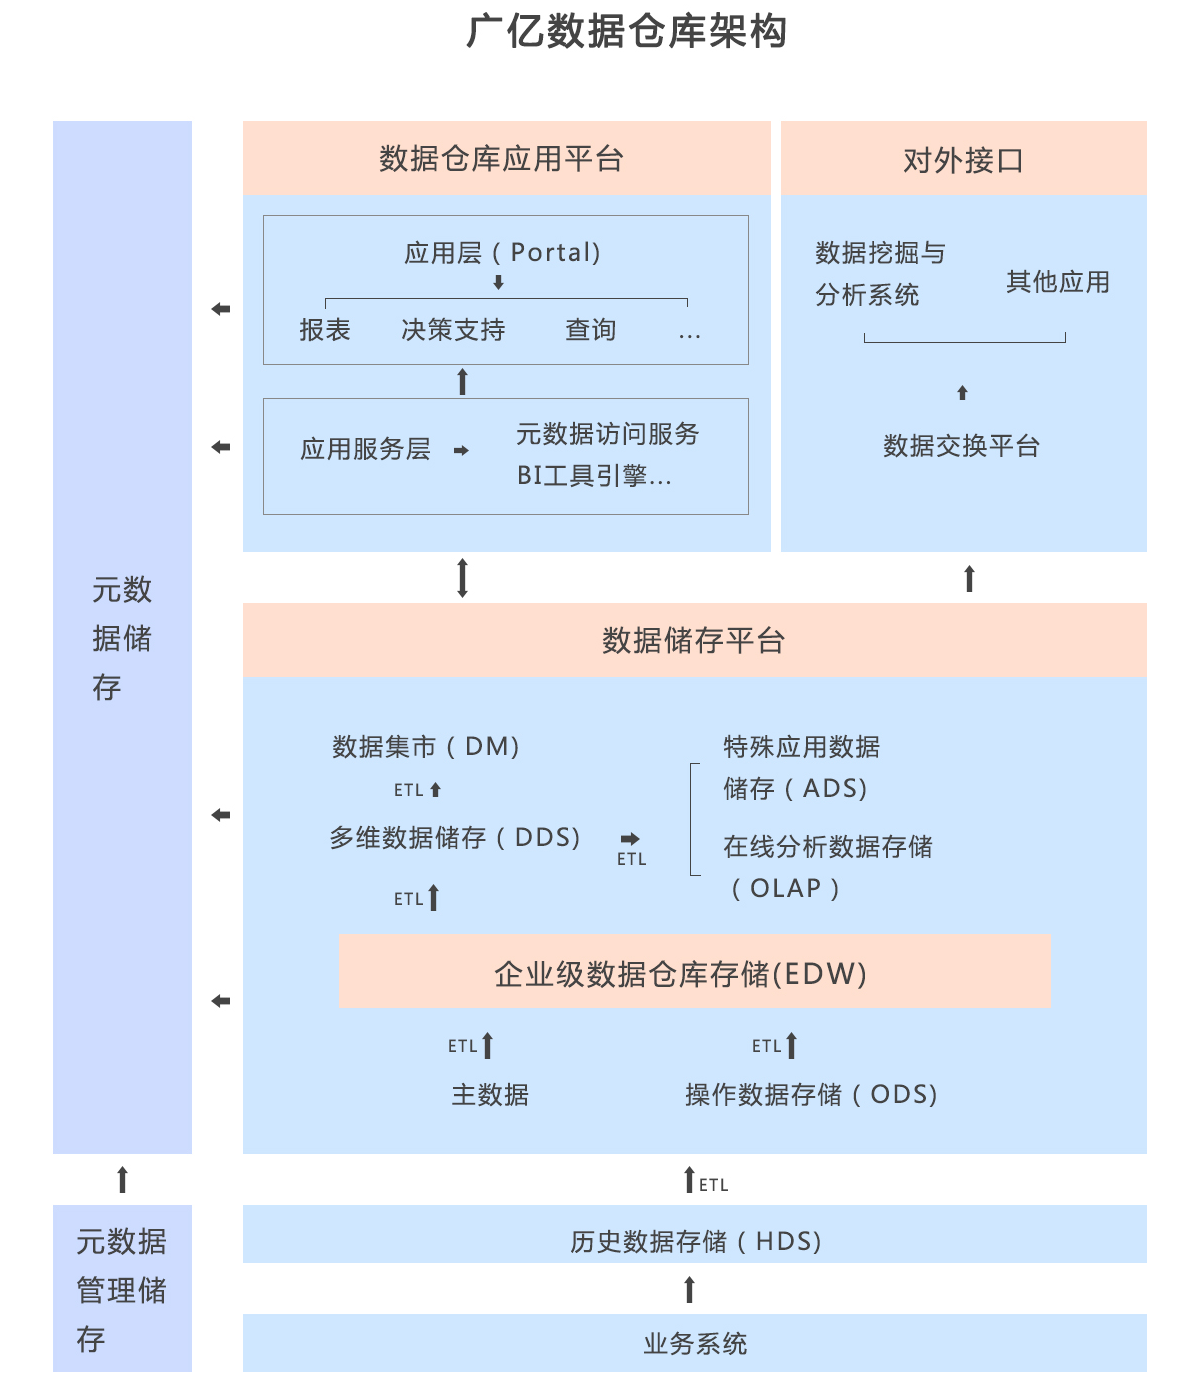 广亿数据仓库架构
数据仓库应用平台
对外接口
应用层（Portal)
报表
决策支持
查询
...
应用服务层
元数据访问服务
BI工具引擎...
数据挖掘与
分析系统
其他应用
数据交换平台
元数
据储
存
数据储存平台
数据集市（DM)
ETL
多维数据储存（DDS)
ETL
ETL
特殊应用数据
储存（ADS)
在线分析数据存储
（OLAP）
企业级数据仓库存储(EDW)
ETL
ETL
主数据
操作数据存储（ODS)
ETL
元数据
管理储
存
历史数据存储（HDS)
业务系统